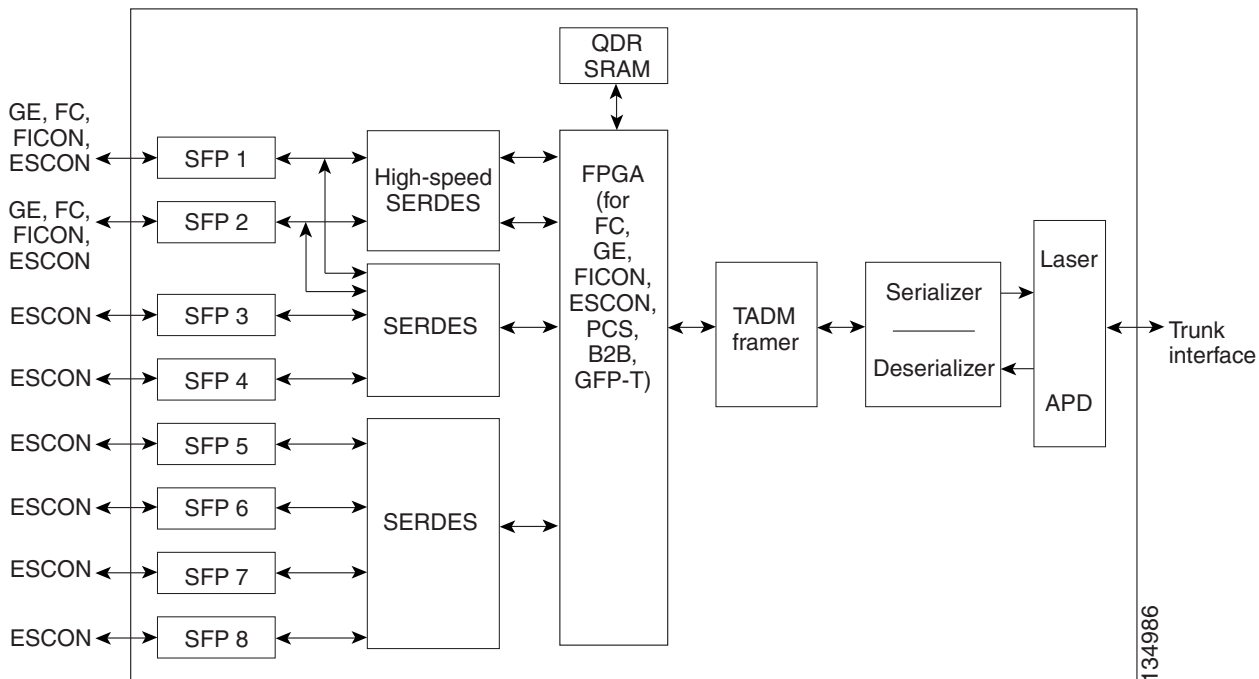 QDR
SRAM
GE, FC,
FICON,
ESCON
SFP 1
High-speed
SERDES
FPGA
(for
FC,
GE,
FICON,
ESCON,
PCS,
B2B,
GFP-T)
GE, FC,
FICON,
ESCON
SFP 2
ESCON
SFP 3
SERDES
ESCON
SFP 4
TADM
framer
Serializer
Deserializer
Laser
APD
Trunk
interface
ESCON
SFP 5
ESCON
SFP 6
SERDES
ESCON
SFP 7
ESCON
SFP 8
134986